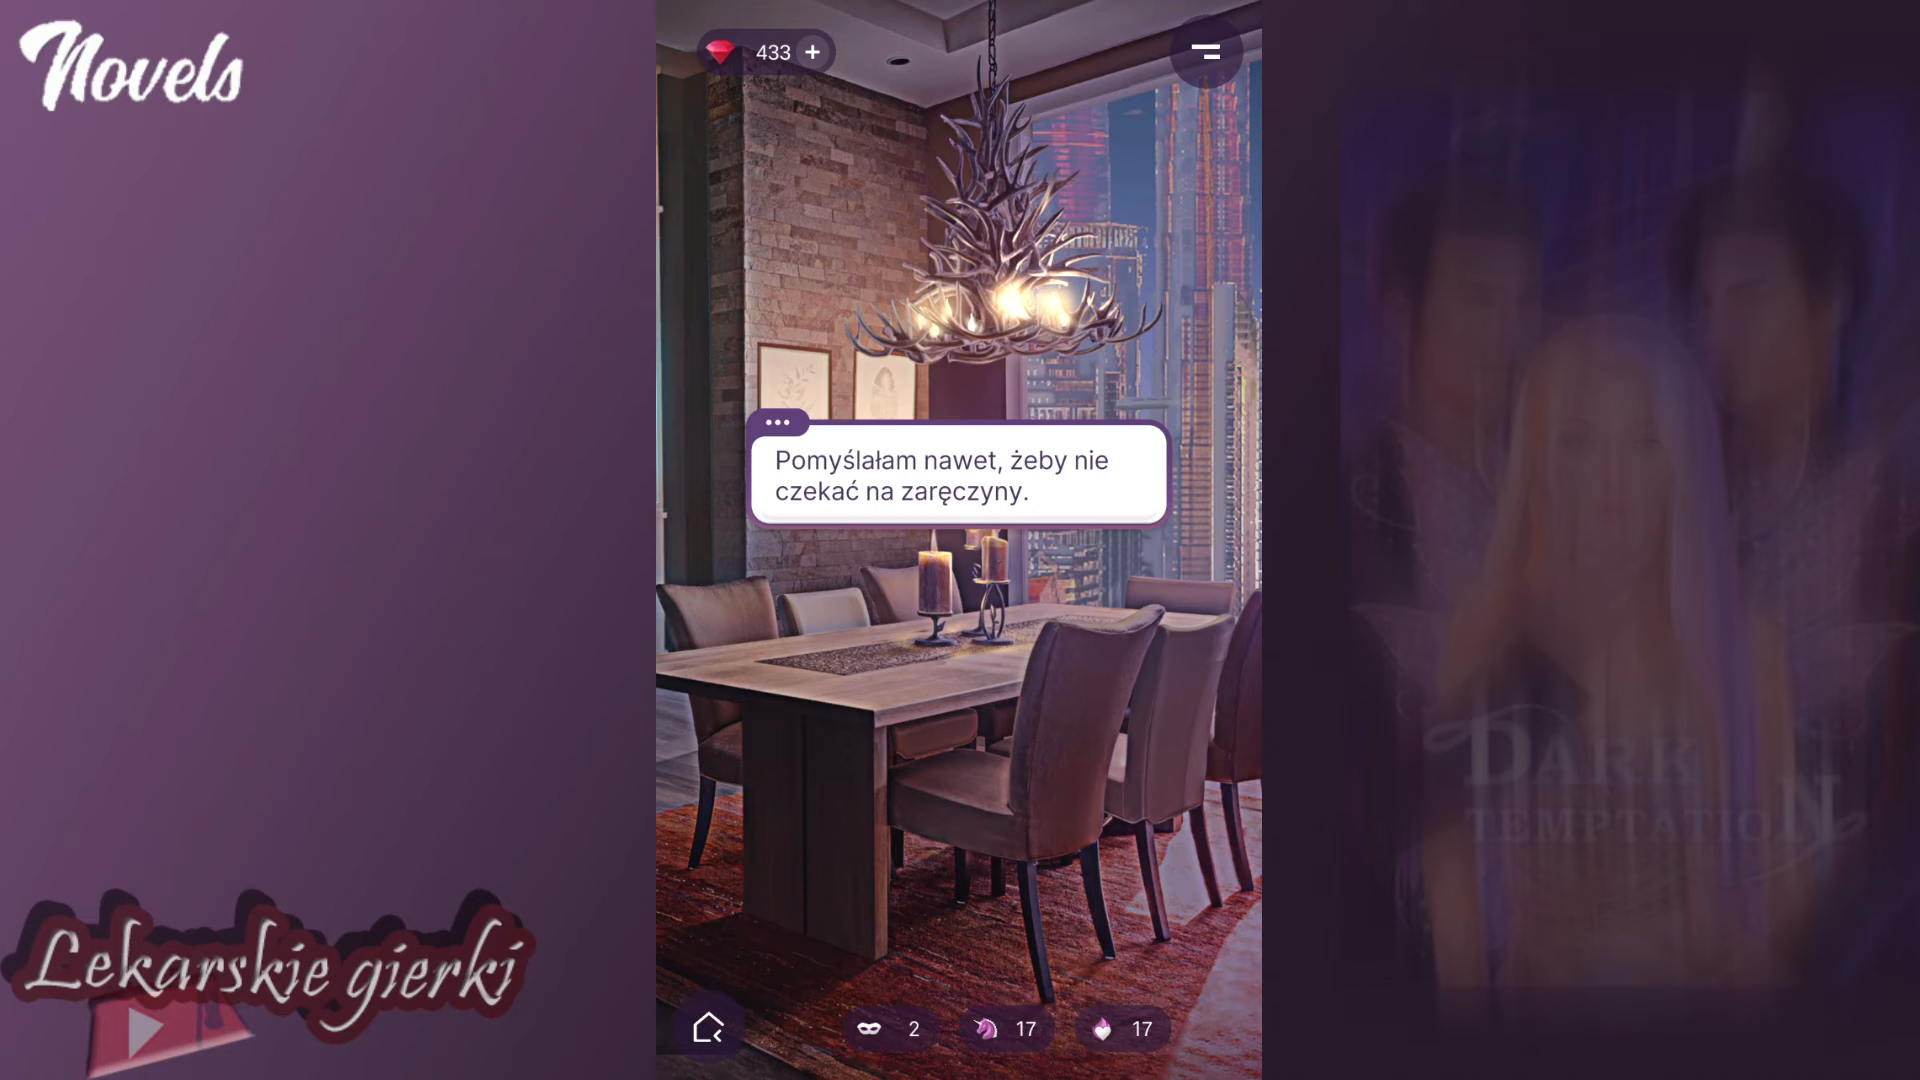 Novels
433 +
Pomyślałam nawet, żeby nie
czekać na zaręczyny.
DARK
TEMPTATION
Lekarskie gierki
2
17
17